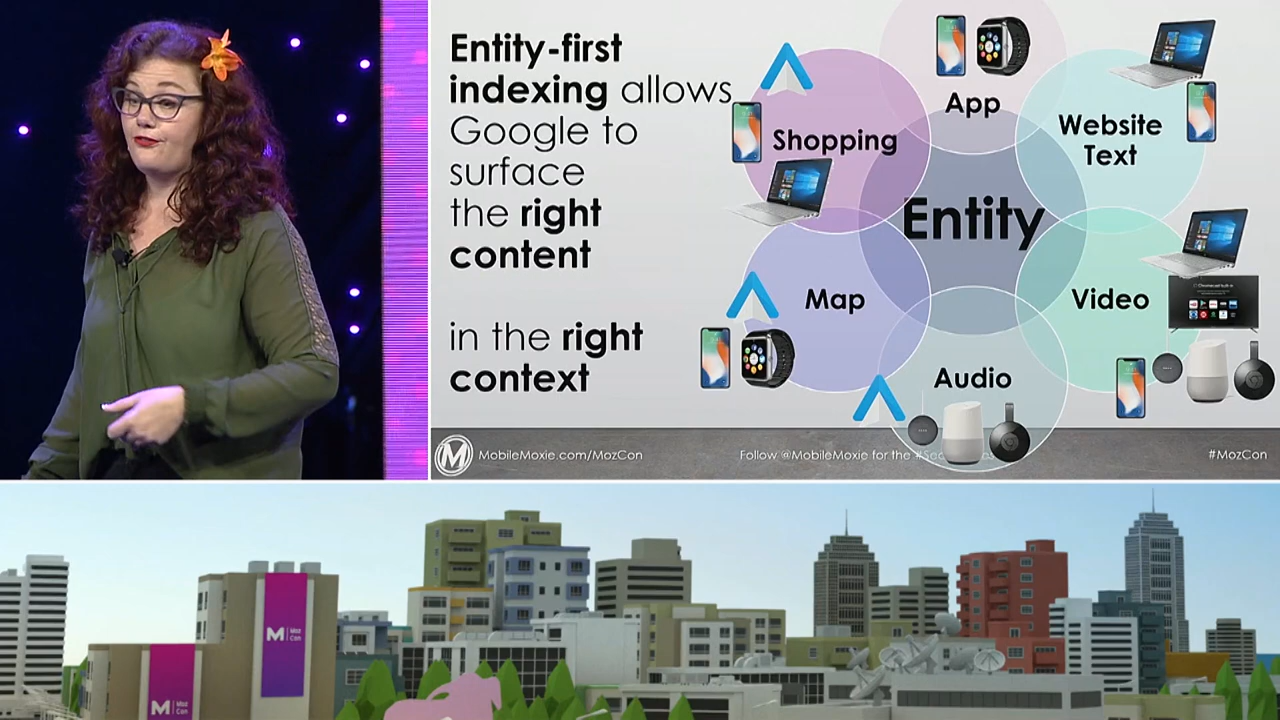 Entity-first
indexing allows
Google to
surface
the right
content
in the right
context
App
Website
Text
Shopping
Entity
Map
Video
Audio
MobileMoxie.com/MozCon
Follow @MobileMoxie for the
#MozCon
M
M Moz
Con
M Moz
Con